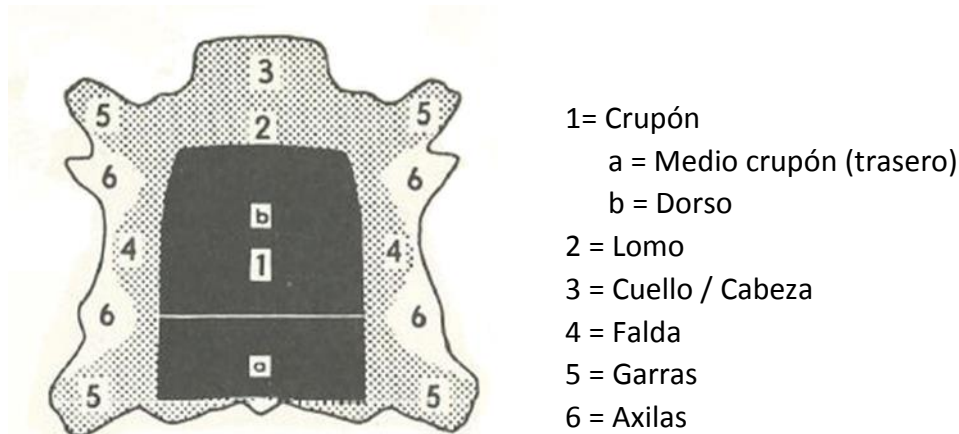 3
5 5
2
6 6
b
4 4
1
6 6
a
5 5
1= Crupón
a = Medio crupón (trasero)
b = Dorso
2 = Lomo
3 = Cuello / Cabeza
4 = Falda
5 = Garras
6 = Axilas